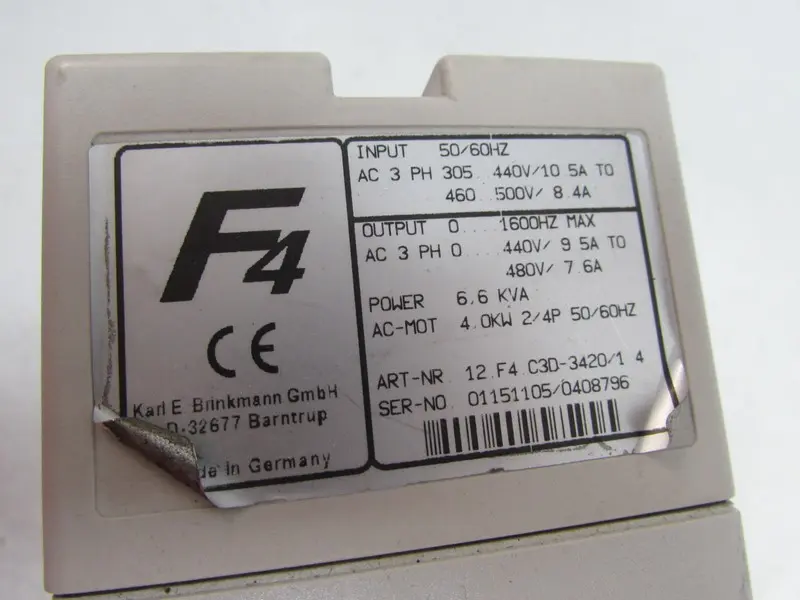 F4
CE
Karl E Brinkmann GmbH
D-32677 Barntrup
in Germany
INPUT 50/60HZ
AC 3 PH 305.. 440V/10 5A TO
460...500V/ 8.4A
OUTPUT 0.... 1600HZ MAX
AC 3 PH 0.... 440V/ 9 5A TO
480V/ 7.6A
POWER 6,6 KVA
AC-MOT 4.0KW 2/4P 50/60HZ
ART-NR. 12.F4.C3D-3420/1 4
SER-NO. 01151105/0408796